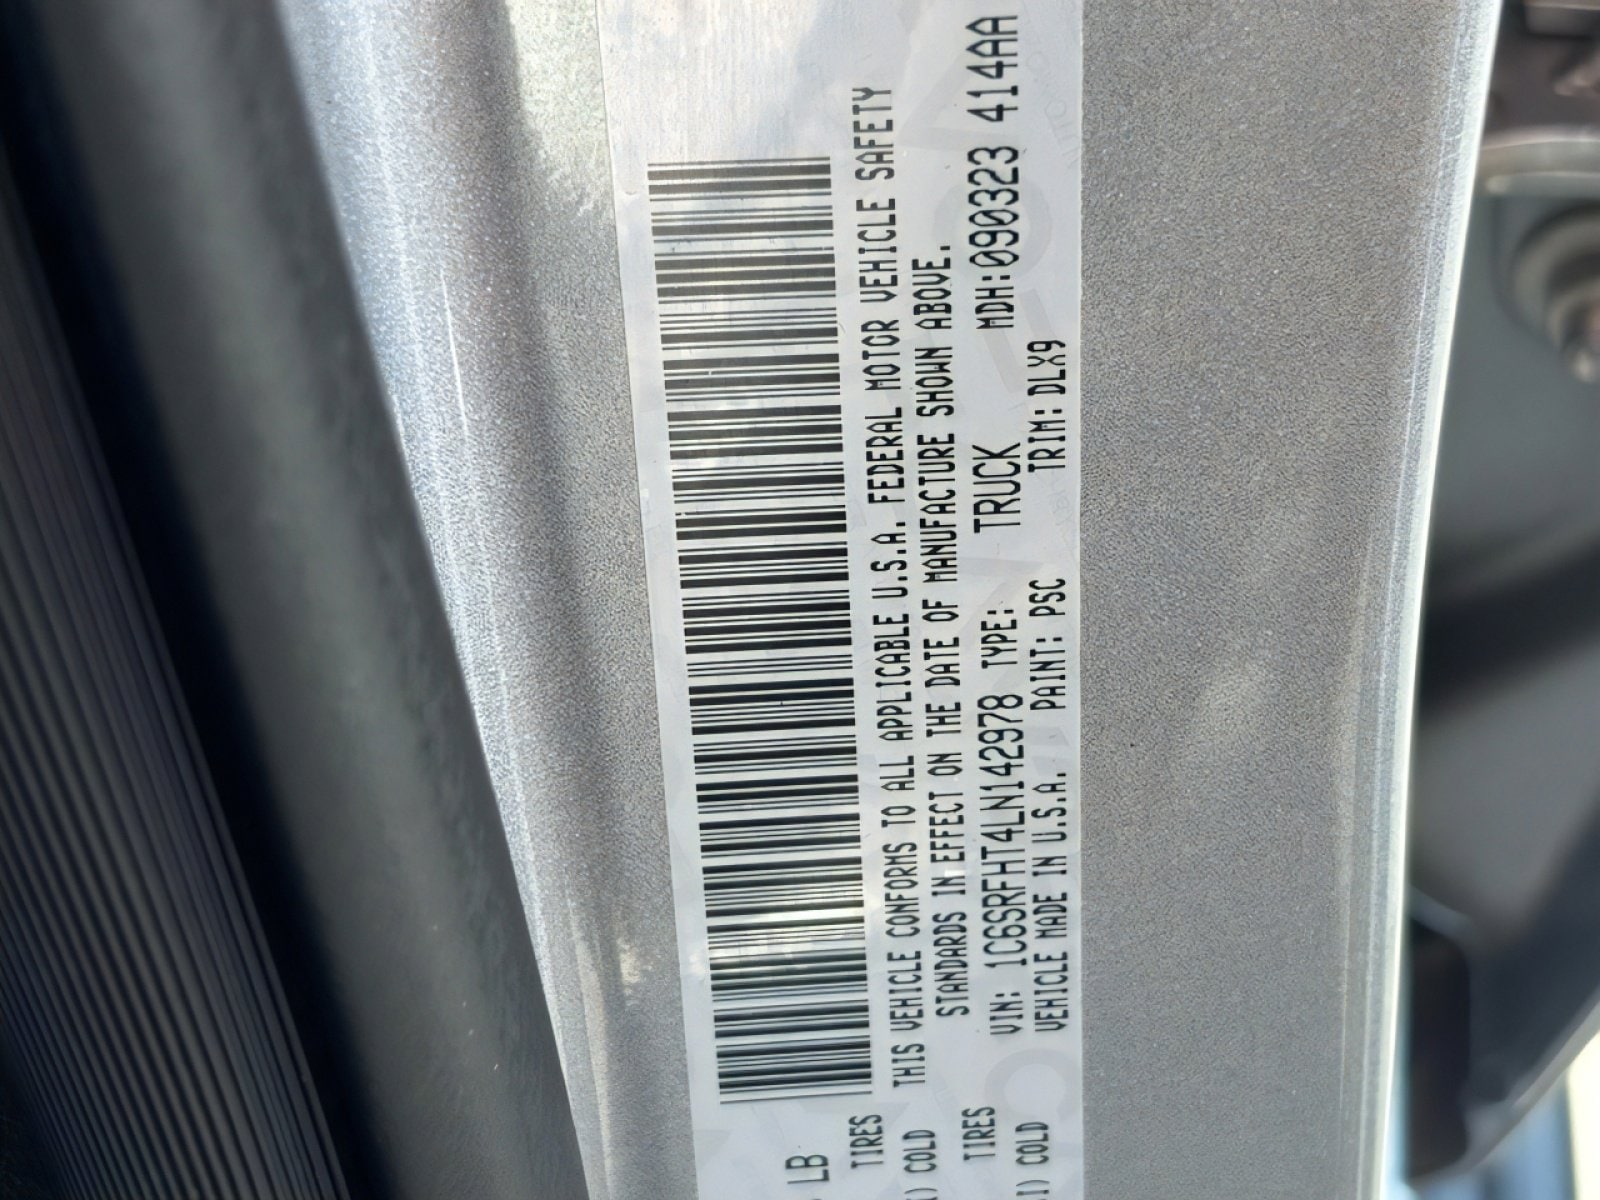 LB
TIRES
COLD
THIS VEHICLE CONFORMS TO ALL APPLICABLE U.S.A. FEDERAL MOTOR VEHICLE SAFETY
STANDARDS IN EFFECT ON THE DATE OF MANUFACTURE SHOWN ABOVE.
TIRES
COLD
VIN: 1C6SRFHT4LN142978 TYPE: TRUCK MDH:090323 414AA
VEHICLE MADE IN U.S.A. PAINT: PSC TRIM: DLX9